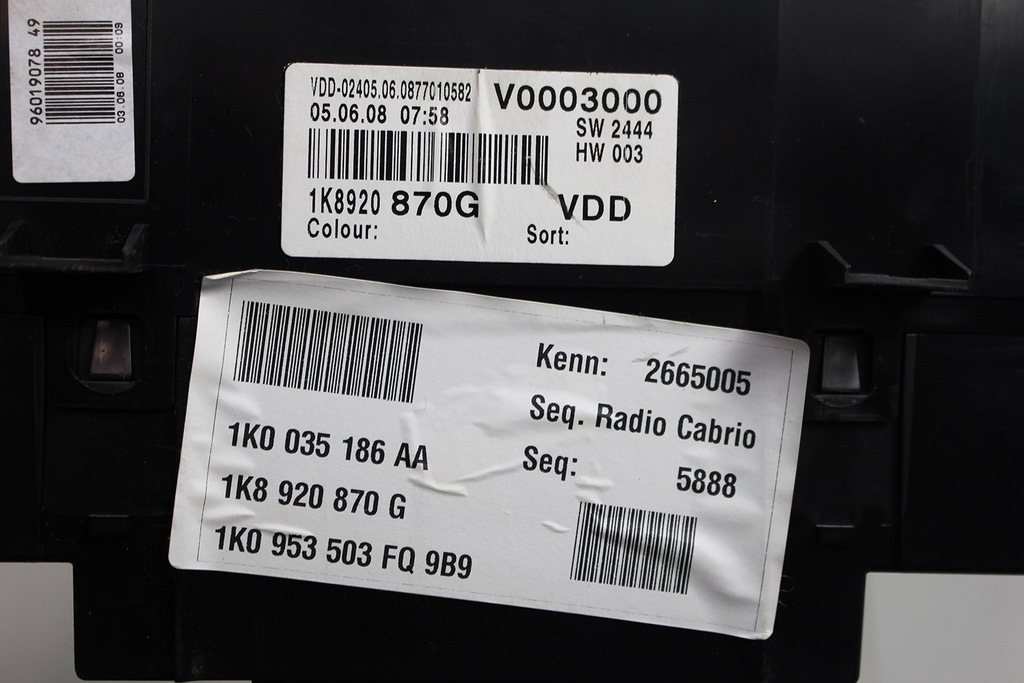 96019078 49
03.06.08 00:03
VDD-02405.06.0877010582
V0003000
05.06.08 07:58
SW 2444
HW 003
1K8920 870G
VDD
Colour:
Sort:
Kenn: 2665005
Seq. Radio Cabrio
Seq: 5888
1K0 035 186 AA
1K8 920 870 G
1K0 953 503 FQ 9B9